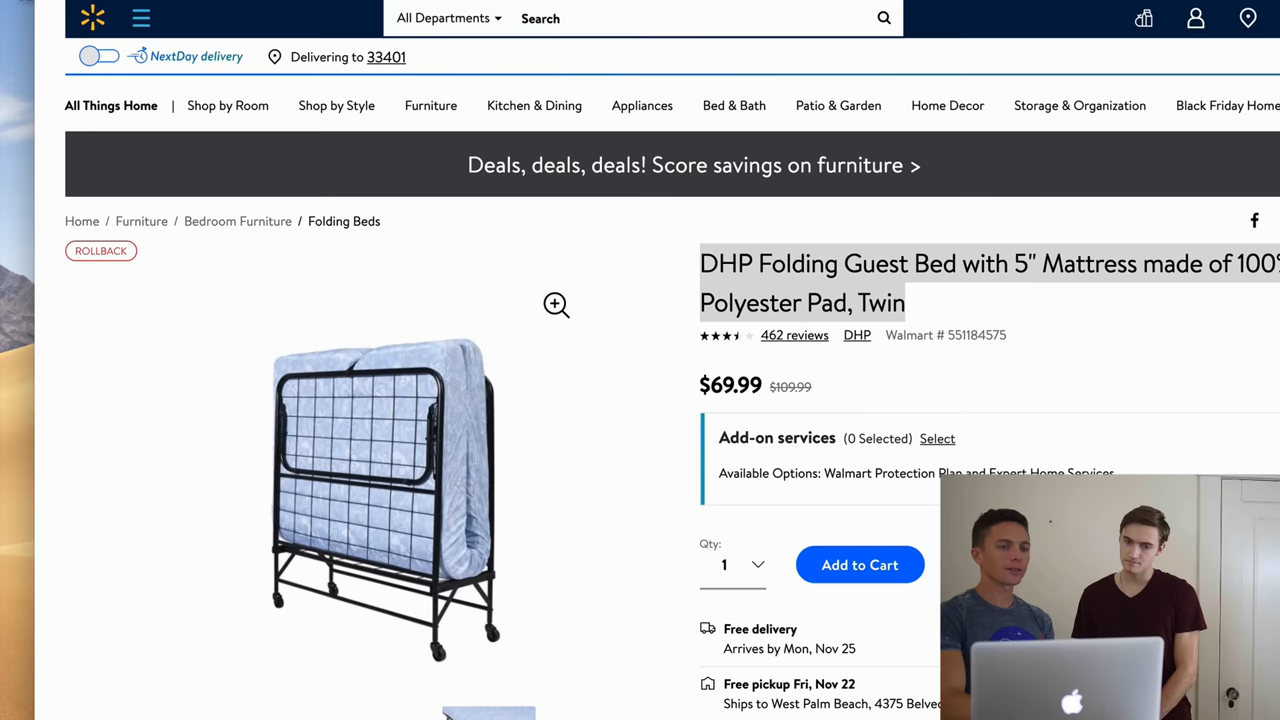 All Departments Search
NextDay delivery Delivering to 33401
All Things Home | Shop by Room Shop by Style Furniture Kitchen & Dining Appliances Bed & Bath Patio & Garden Home Decor Storage & Organization Black Friday Home
Deals, deals, deals! Score savings on furniture >
Home / Furniture / Bedroom Furniture / Folding Beds
ROLLBACK
DHP Folding Guest Bed with 5" Mattress made of 100%
Polyester Pad, Twin
462 reviews DHP Walmart # 551184575
$69.99 $109.99
Add-on services (0 Selected) Select
Available Options: Walmart Protection Plan and Expert Home Services
Qty:
1 Add to Cart
Free delivery
Arrives by Mon, Nov 25
Free pickup Fri, Nov 22
Ships to West Palm Beach, 4375 Belve